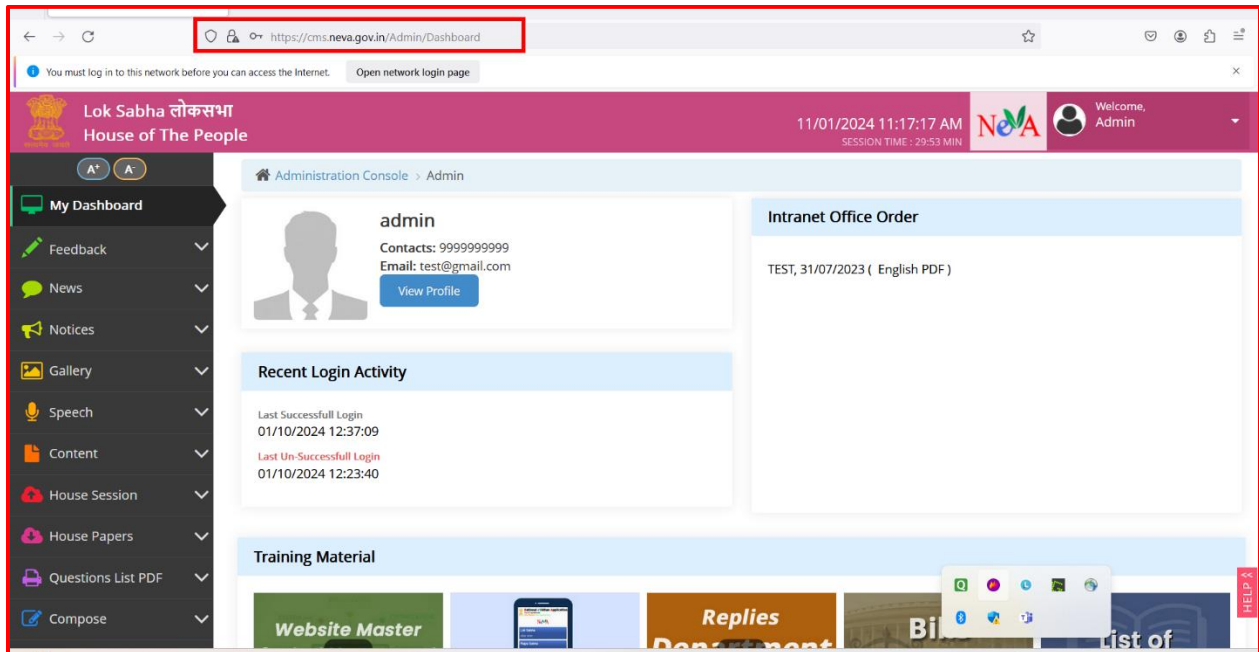 https://cms.neva.gov.in/Admin/Dashboard
You must log in to this network before you can access the Internet. Open network login page
Lok Sabha लोकसभा
House of The People
11/01/2024 11:17:17 AM
SESSION TIME : 29:53 MIN
NeVA
Welcome,
Admin
A+ A-
Administration Console > Admin
My Dashboard
Feedback
News
Notices
Gallery
Speech
Content
House Session
House Papers
Questions List PDF
Compose
admin
Contacts: 9999999999
Email: test@gmail.com
View Profile
Intranet Office Order
TEST, 31/07/2023 ( English PDF )
Recent Login Activity
Last Successfull Login
01/10/2024 12:37:09
Last Un-Successfull Login
01/10/2024 12:23:40
Training Material
Website Master
NeVA
Replies
Department
List of
HELP <<